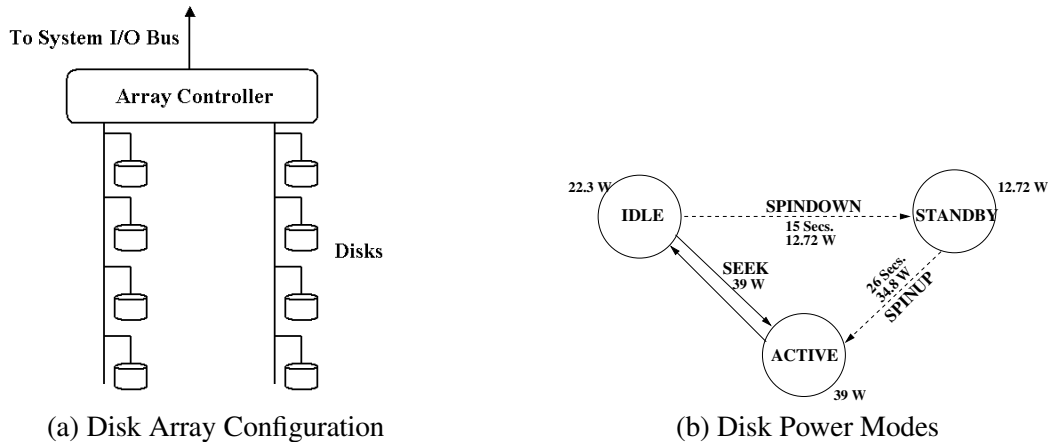 To System I/O Bus
Array Controller
Disks
(a) Disk Array Configuration
22.3 W
IDLE
SPINDOWN
15 Secs.
12.72 W
STANDBY
12.72 W
SEEK
39 W
26 Secs.
34.8 W
SPINUP
ACTIVE
39 W
(b) Disk Power Modes